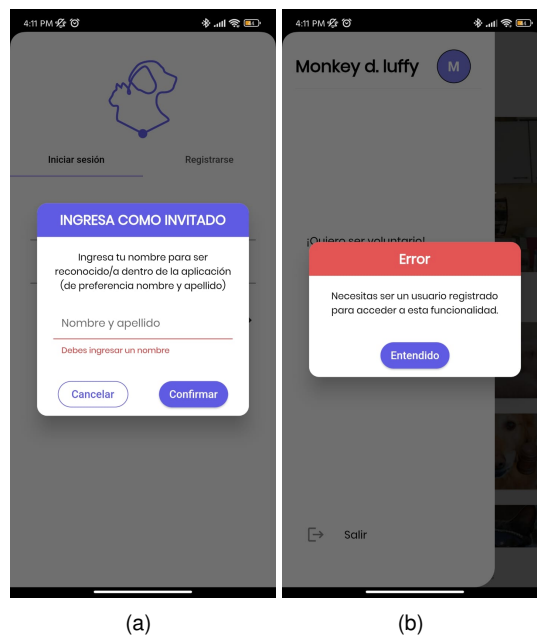 4:11 PM
Iniciar sesión
Registrarse
INGRESA COMO INVITADO
Ingresa tu nombre para ser
reconocido/a dentro de la aplicación
(de preferencia nombre y apellido)
Nombre y apellido
Debes ingresar un nombre
Cancelar
Confirmar
(a)
4:11 PM
Monkey d. luffy
M
¡Quiero ser voluntario!
Error
Necesitas ser un usuario registrado
para acceder a esta funcionalidad.
Entendido
Salir
(b)